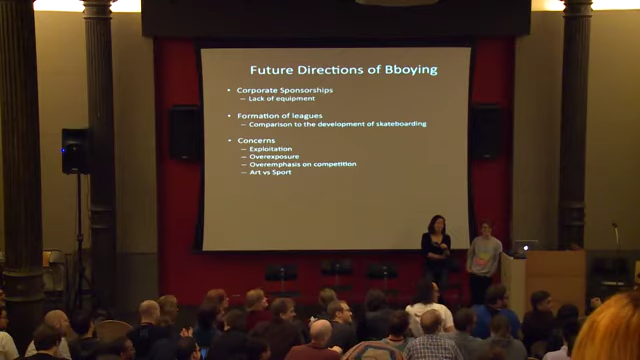 Future Directions of Bboying
• Corporate Sponsorships
– Lack of equipment
• Formation of leagues
– Comparison to the development of skateboarding
• Concerns
– Exploitation
– Overexposure
– Overemphasis on competition
– Art vs Sport